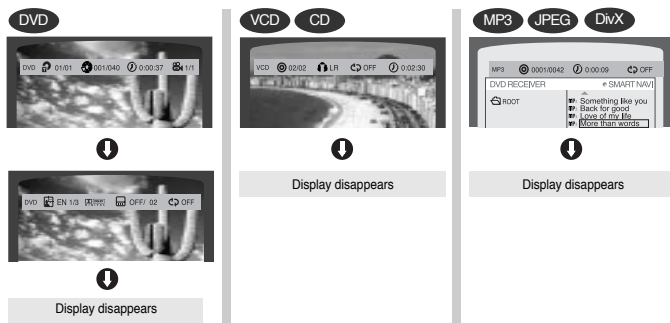 DVD
DVD 01/01 001/040 0:00:37 1/1
DVD EN 1/3 OFF/ 02 OFF
Display disappears
VCD CD
VCD 02/02 LR OFF 0:02:30
Display disappears
MP3 JPEG DivX
MP3 0001/0042 0:00:09 OFF
DVD RECEIVER SMART NAVI
ROOT
Something like you
Back for good
Love of my life
More than words
Display disappears